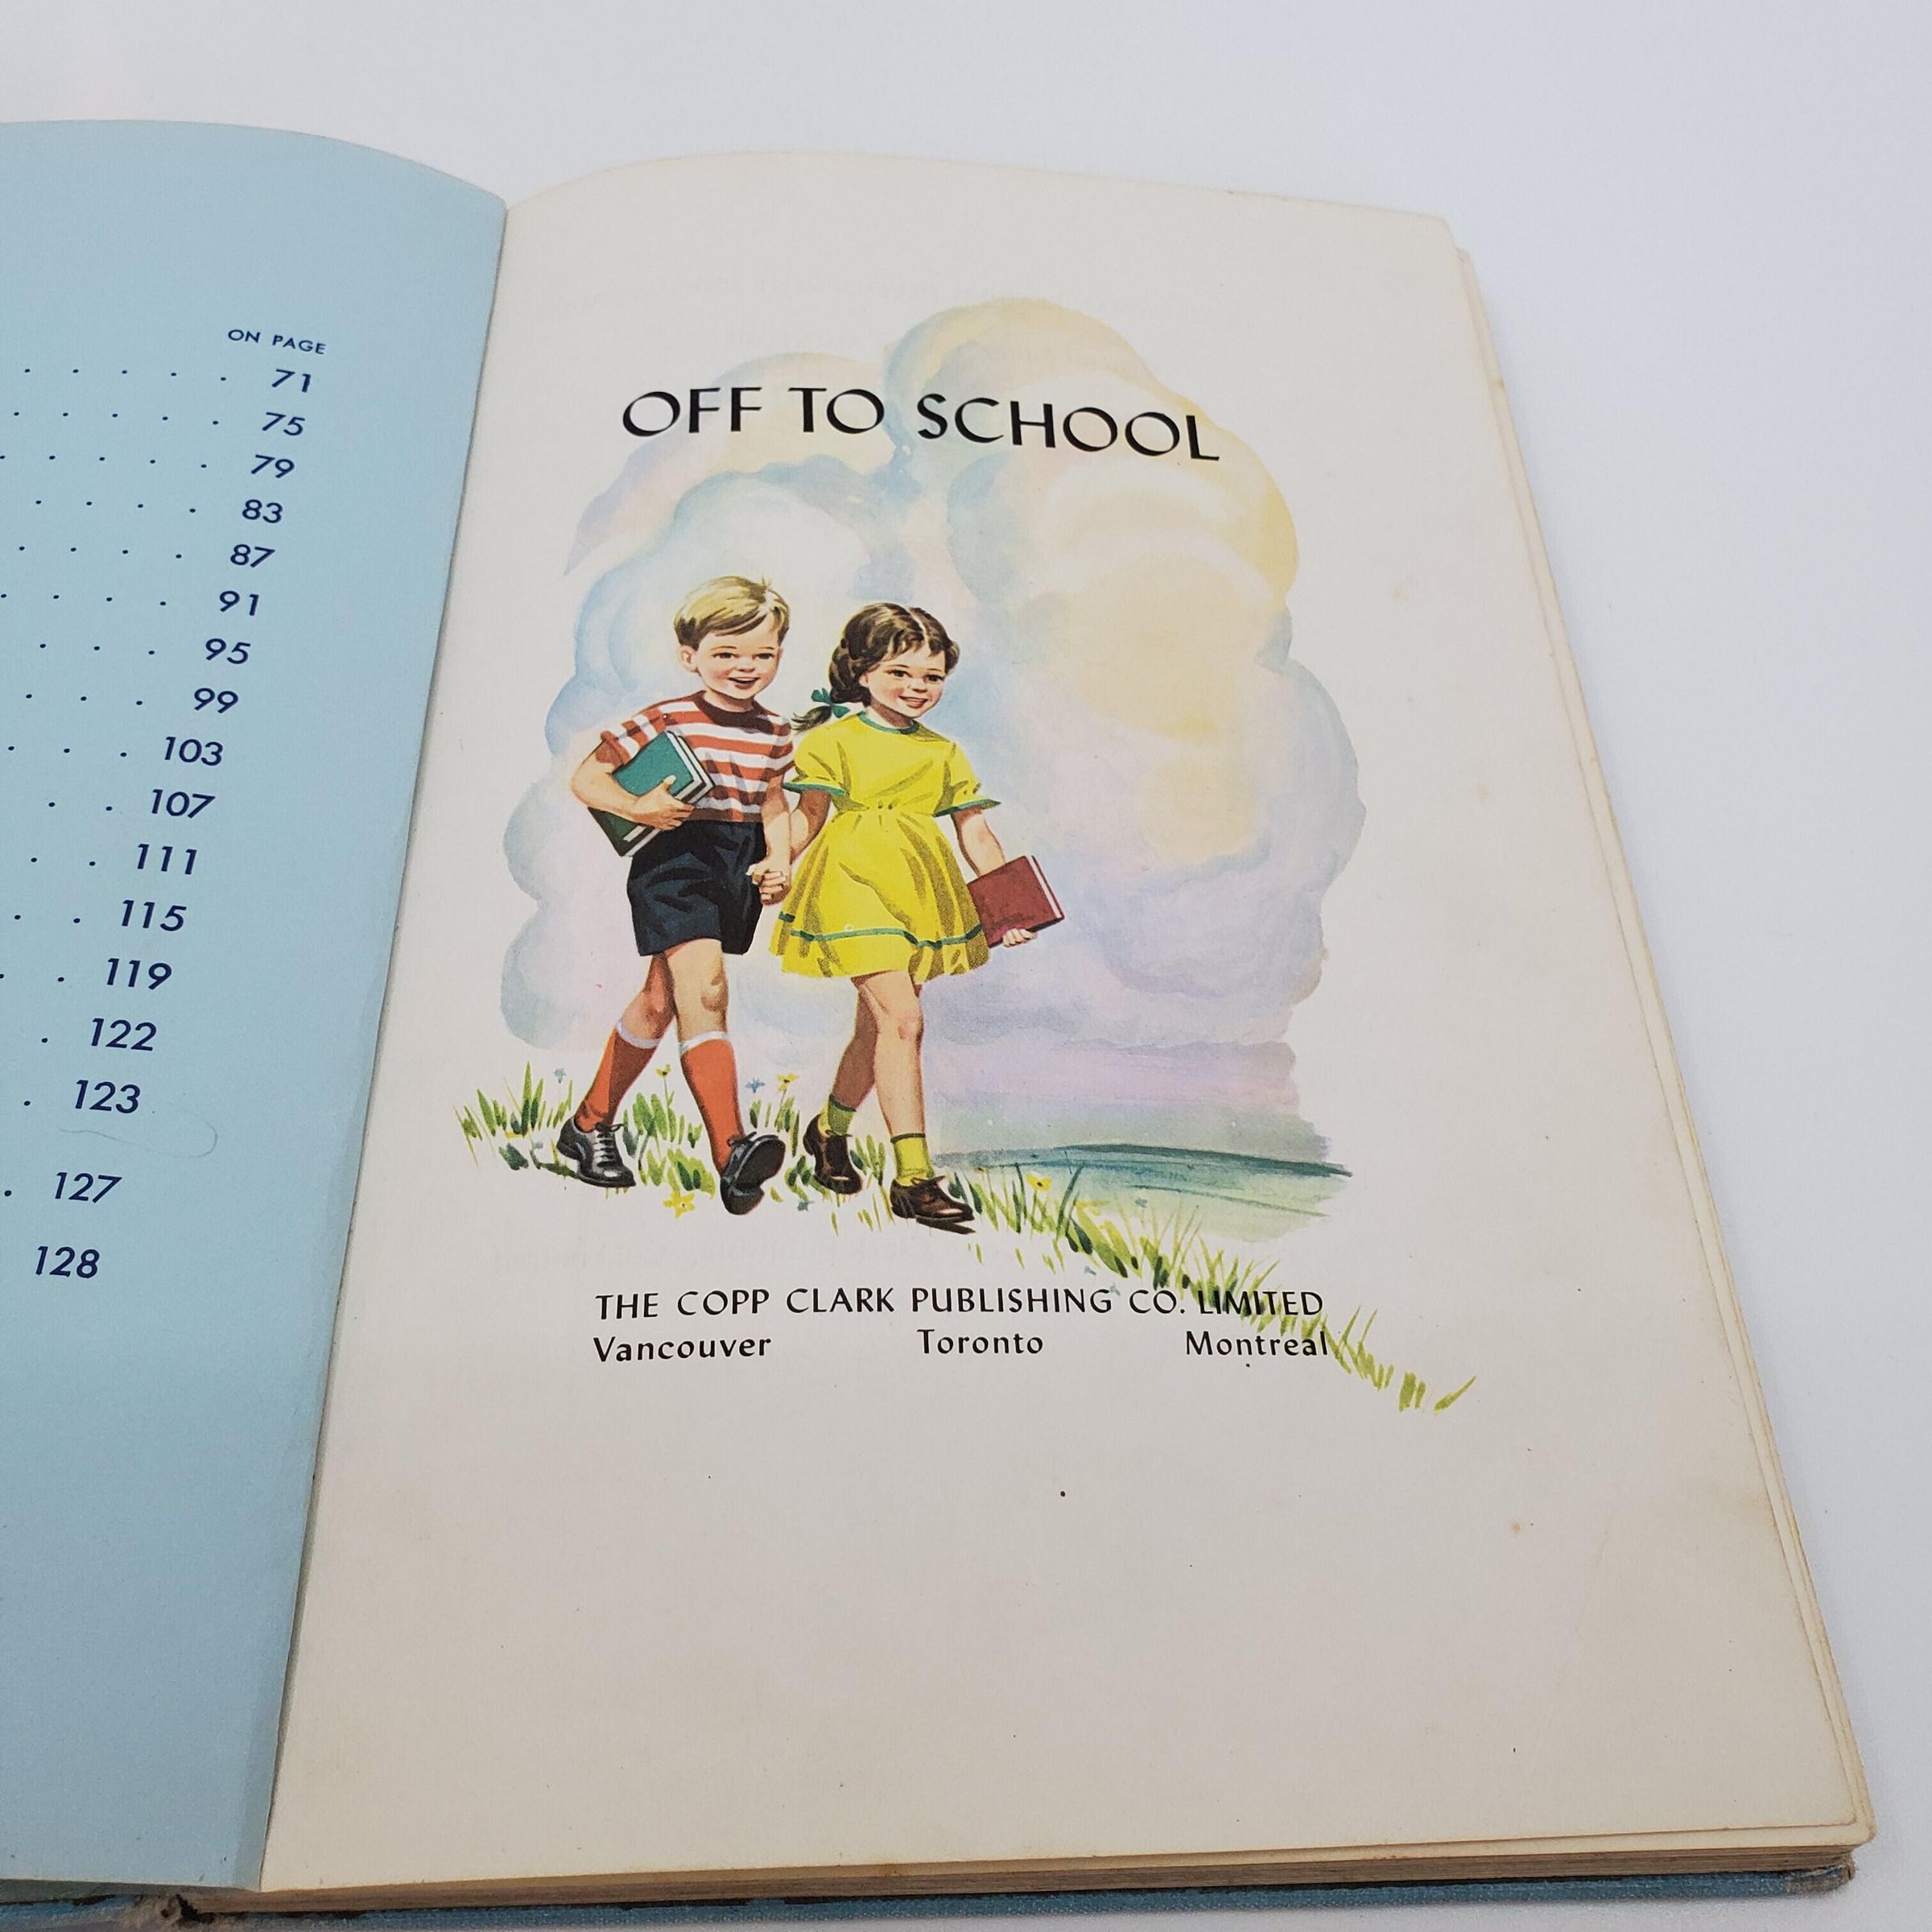 ON PAGE
. . . . . 71
. . . . . 75
. . . . . 79
. . . . 83
. . . . 87
. . . . 91
. . . 95
. . . 99
. . . 103
. . 107
. . 111
. . 115
. . 119
. 122
. 123
. 127
128
OFF TO SCHOOL
THE COPP CLARK PUBLISHING CO. LIMITED
Vancouver Toronto Montreal